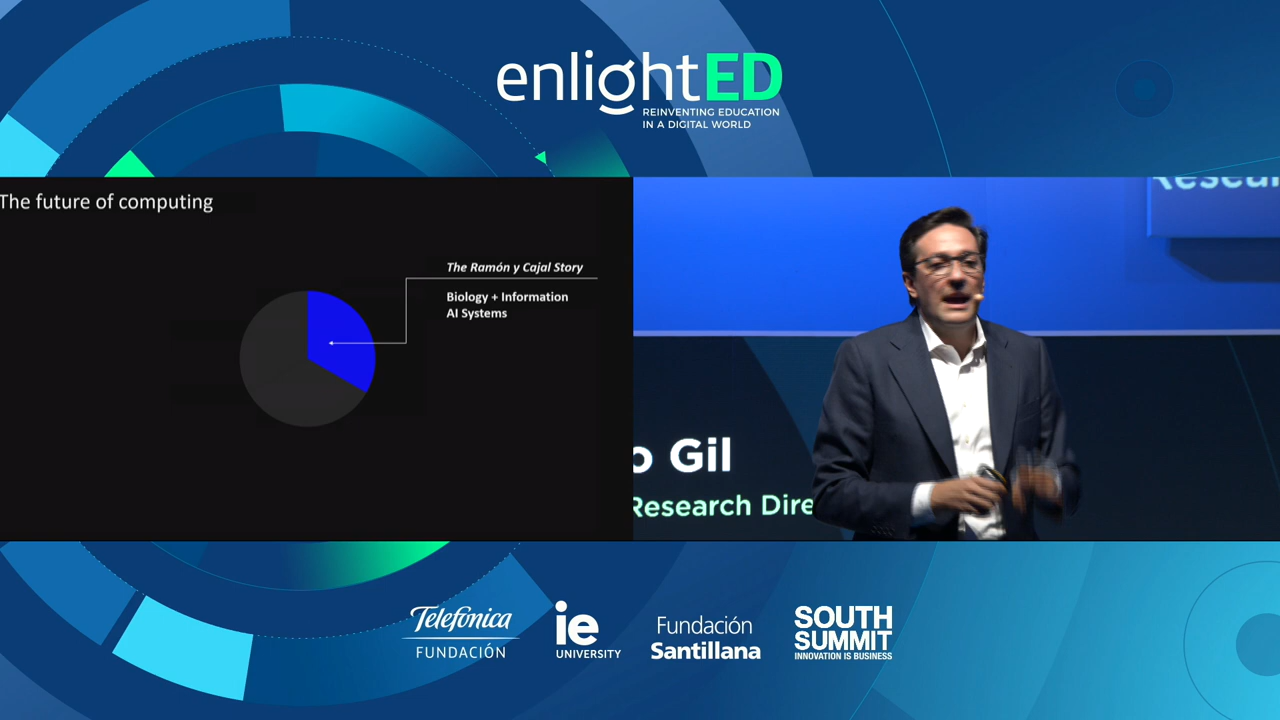 enlightED
REINVENTING EDUCATION
IN A DIGITAL WORLD
The future of computing
The Ramón y Cajal Story
Biology + Information
AI Systems
o Gil
Research Dire
Telefónica
FUNDACIÓN
ie
UNIVERSITY
Fundación
Santillana
SOUTH
SUMMIT
INNOVATION IS BUSINESS